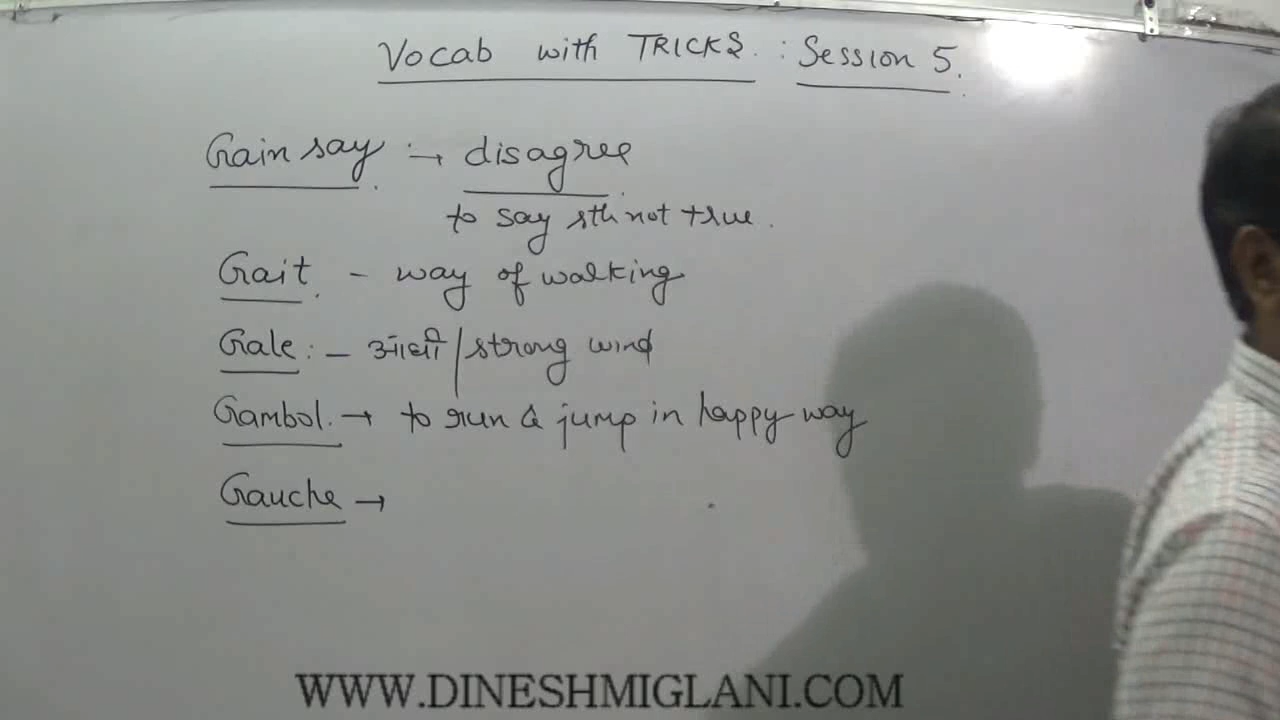 Vocab with TRICKS. : Session 5.
Gain say :→ disagree
to say sth not true.
Gait. - way of walking
Gale : - आंधी / strong wind
Gambol. → to run & jump in happy way
Gauche →
WWW.DINESHMIGLANI.COM